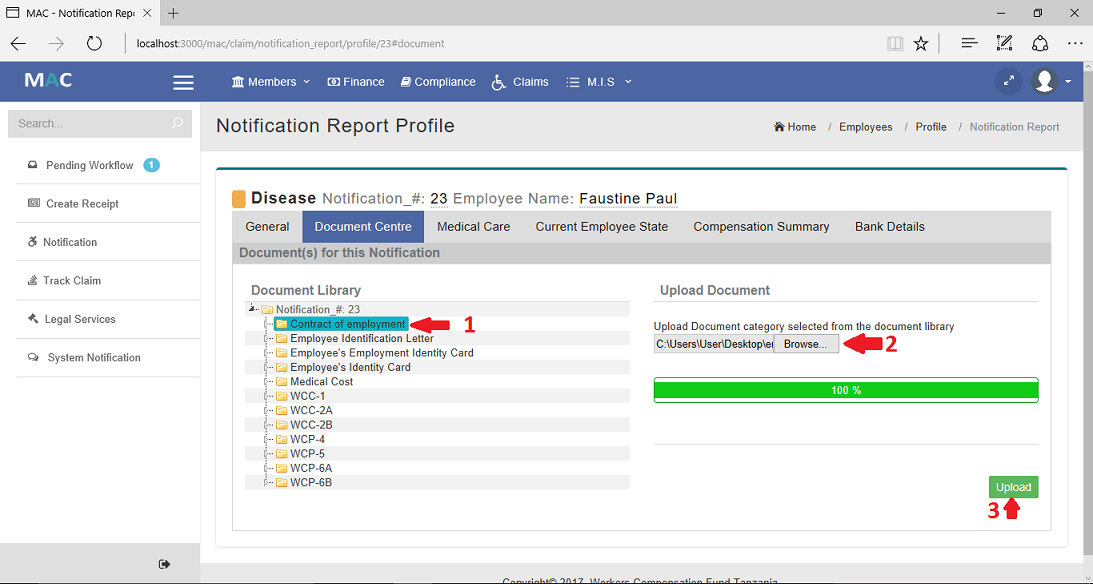 MAC - Notification Repo
localhost:3000/mac/claim/notification_report/profile/23#document
MAC
Members
Finance
Compliance
Claims
M.I.S
Search...
Notification Report Profile
Home / Employees / Profile / Notification Report
Pending Workflow 1
Create Receipt
Notification
Track Claim
Legal Services
System Notification
Disease Notification_#: 23 Employee Name: Faustine Paul
General
Document Centre
Medical Care
Current Employee State
Compensation Summary
Bank Details
Document(s) for this Notification
Document Library
Notification_#: 23
Contract of employment 1
Employee Identification Letter
Employee's Employment Identity Card
Employee's Identity Card
Medical Cost
WCC-1
WCC-2A
WCC-2B
WCP-4
WCP-5
WCP-6A
WCP-6B
Upload Document
Upload Document category selected from the document library
C:\Users\User\Desktop\er Browse... 2
100 %
Upload
3
Copyright© 2017 Workers Compensation Fund Tanzania